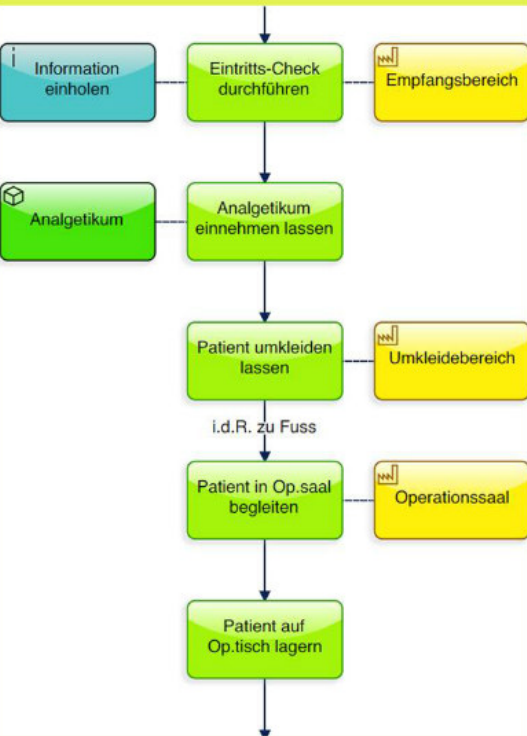 Information
einholen
Eintritts-Check
durchführen
Empfangsbereich
Analgetikum
Analgetikum
einnehmen lassen
Patient umkleiden
lassen
Umkleidebereich
i.d.R. zu Fuss
Patient in Op.saal
begleiten
Operationssaal
Patient auf
Op.tisch lagern